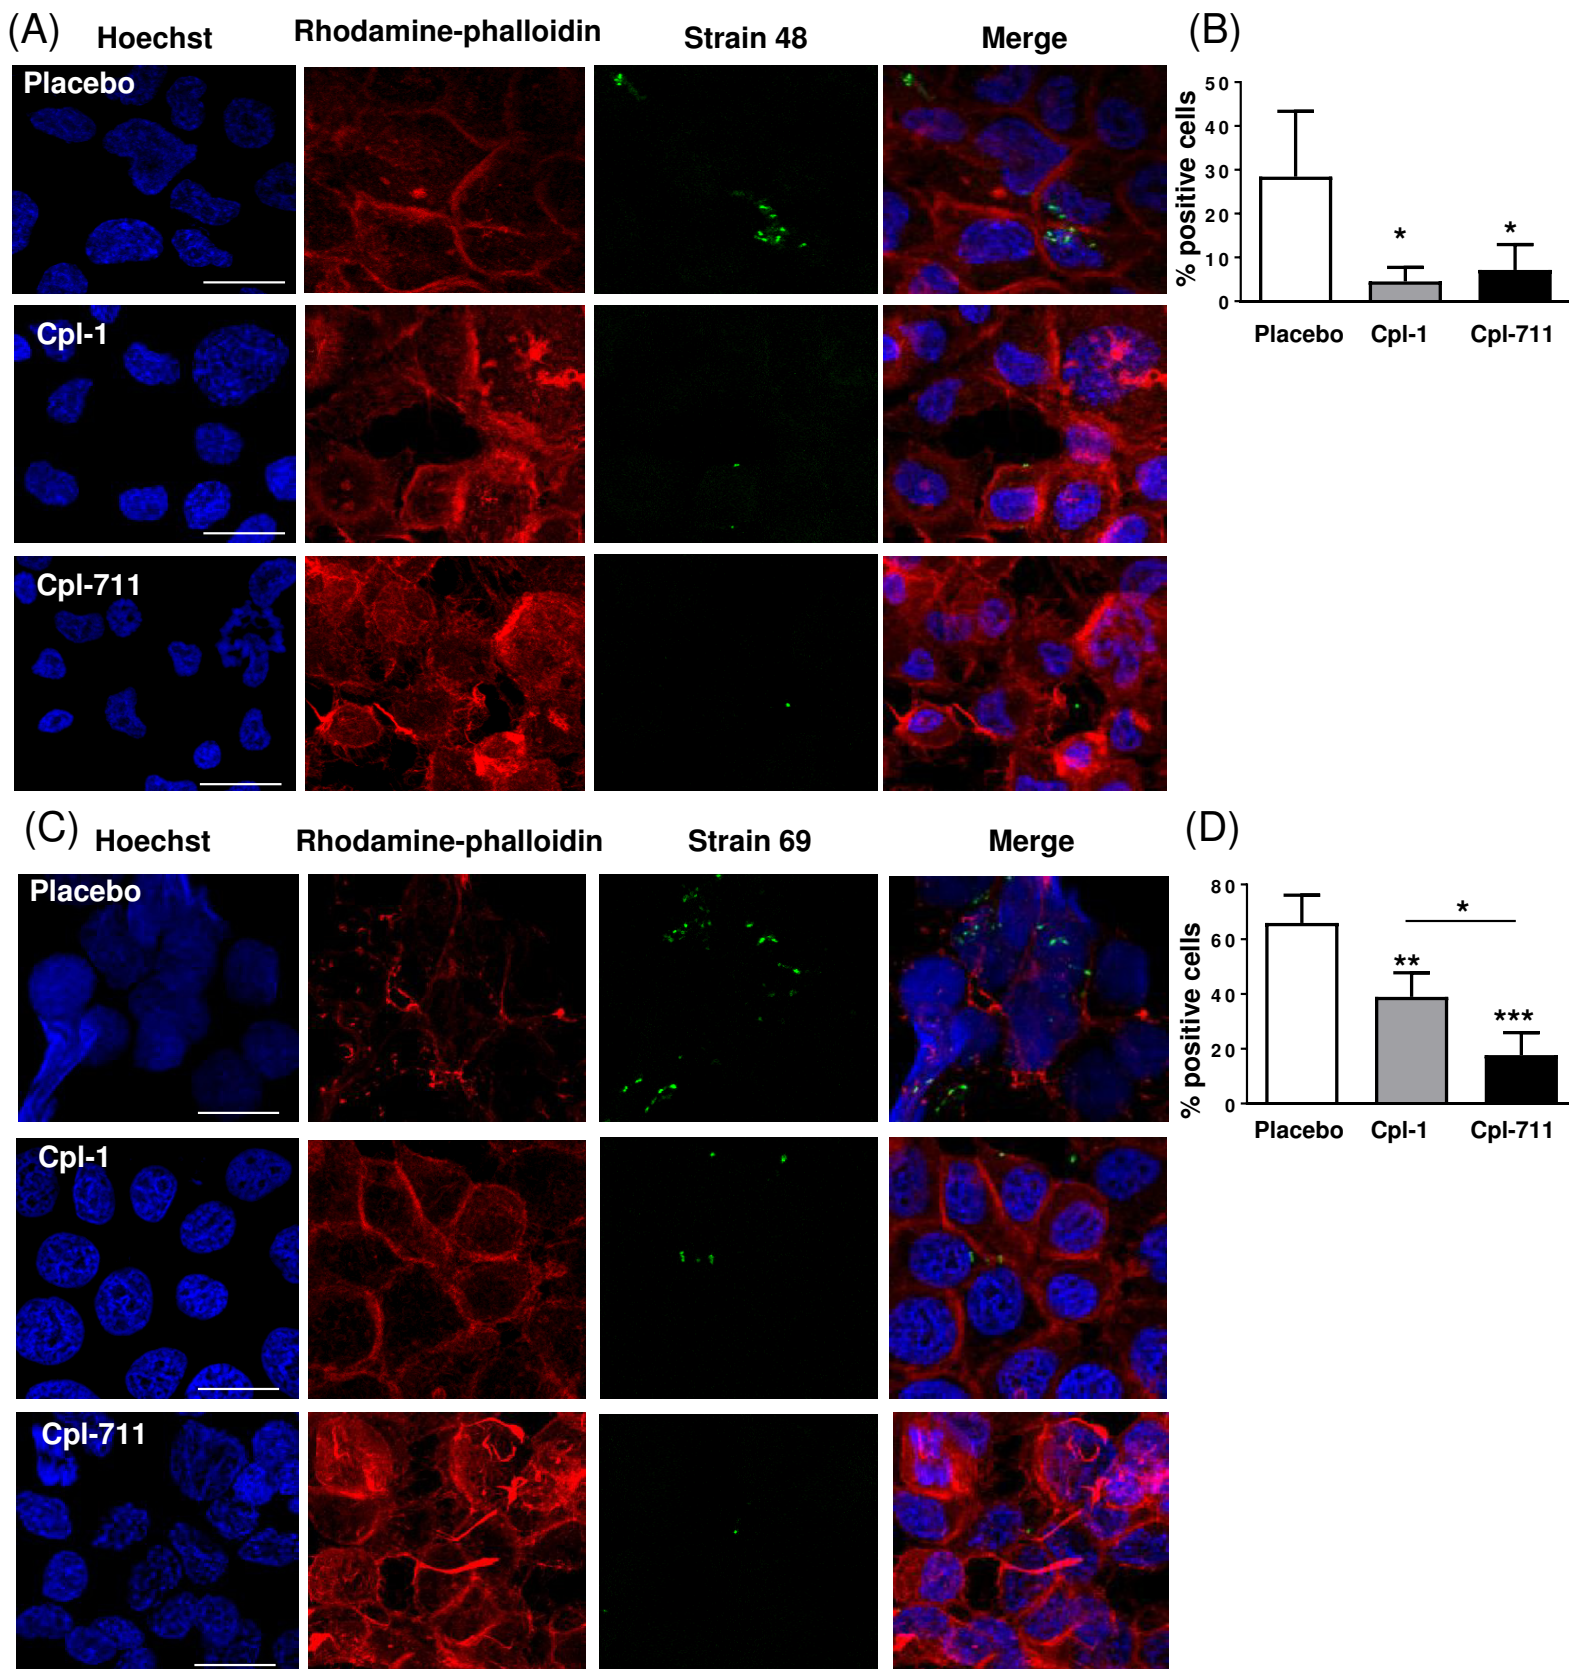 (A) Hoechst Rhodamine-phalloidin Strain 48 Merge (B)
Placebo
Cpl-1
Cpl-711
% positive cells
50
40
30
20
10
0
*
*
Placebo Cpl-1 Cpl-711
(C) Hoechst Rhodamine-phalloidin Strain 69 Merge (D)
Placebo
Cpl-1
Cpl-711
% positive cells
80
60
40
20
0
*
**
***
Placebo Cpl-1 Cpl-711